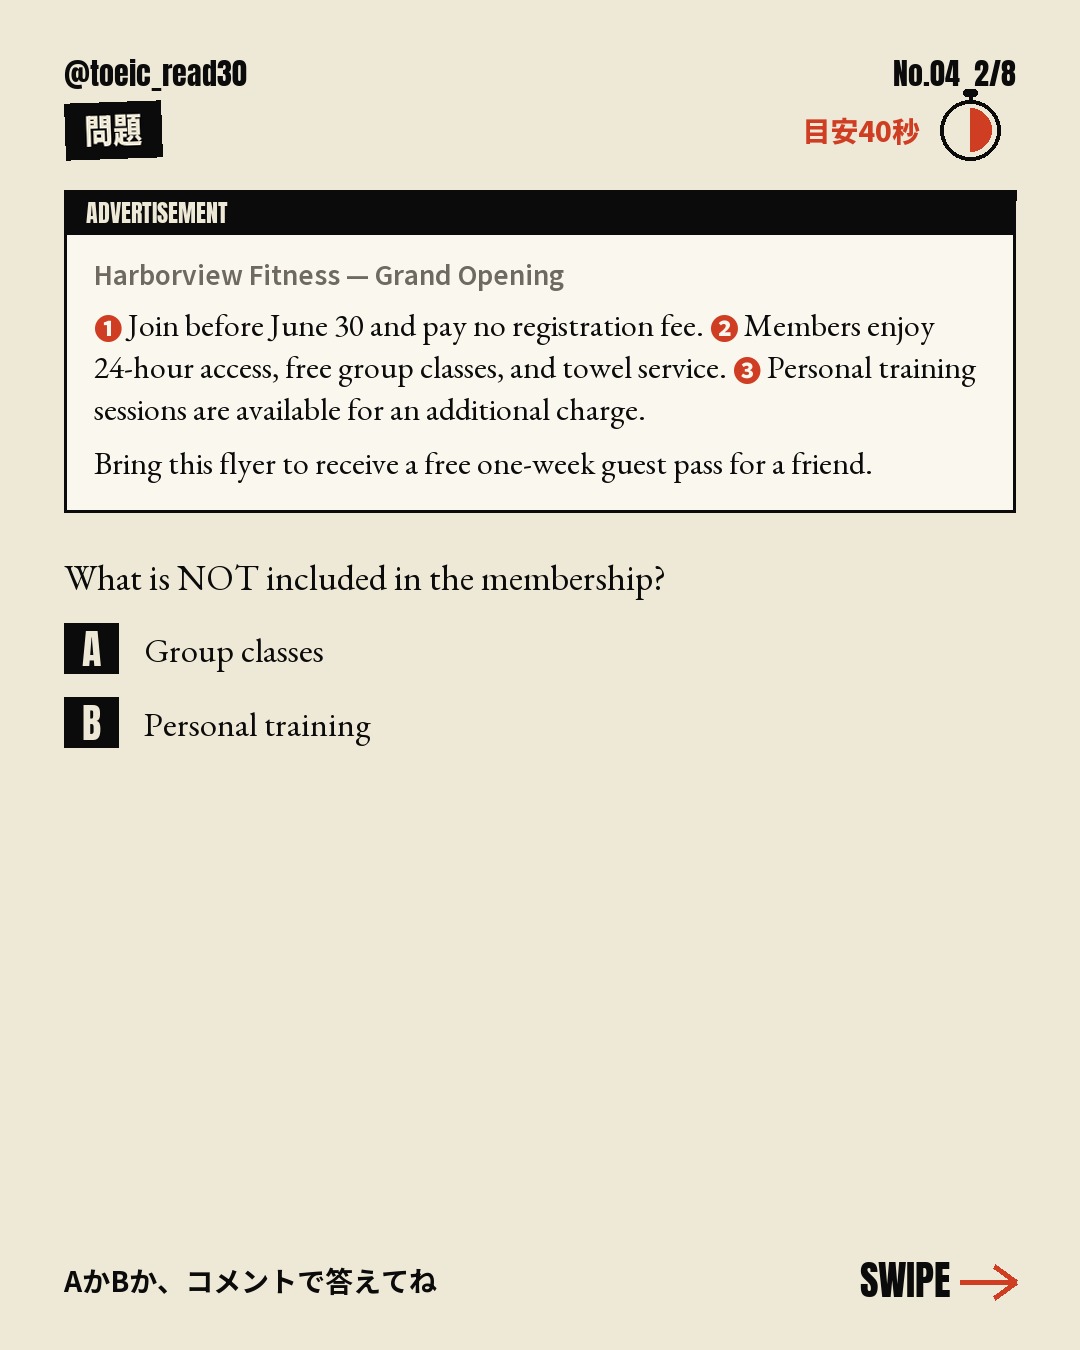 @toeic_read30
No.04 2/8
問題
目安40秒
ADVERTISEMENT
Harborview Fitness — Grand Opening
❶ Join before June 30 and pay no registration fee. ❷ Members enjoy
24-hour access, free group classes, and towel service. ❸ Personal training
sessions are available for an additional charge.
Bring this flyer to receive a free one-week guest pass for a friend.
What is NOT included in the membership?
A Group classes
B Personal training
AかBか、コメントで答えてね
SWIPE